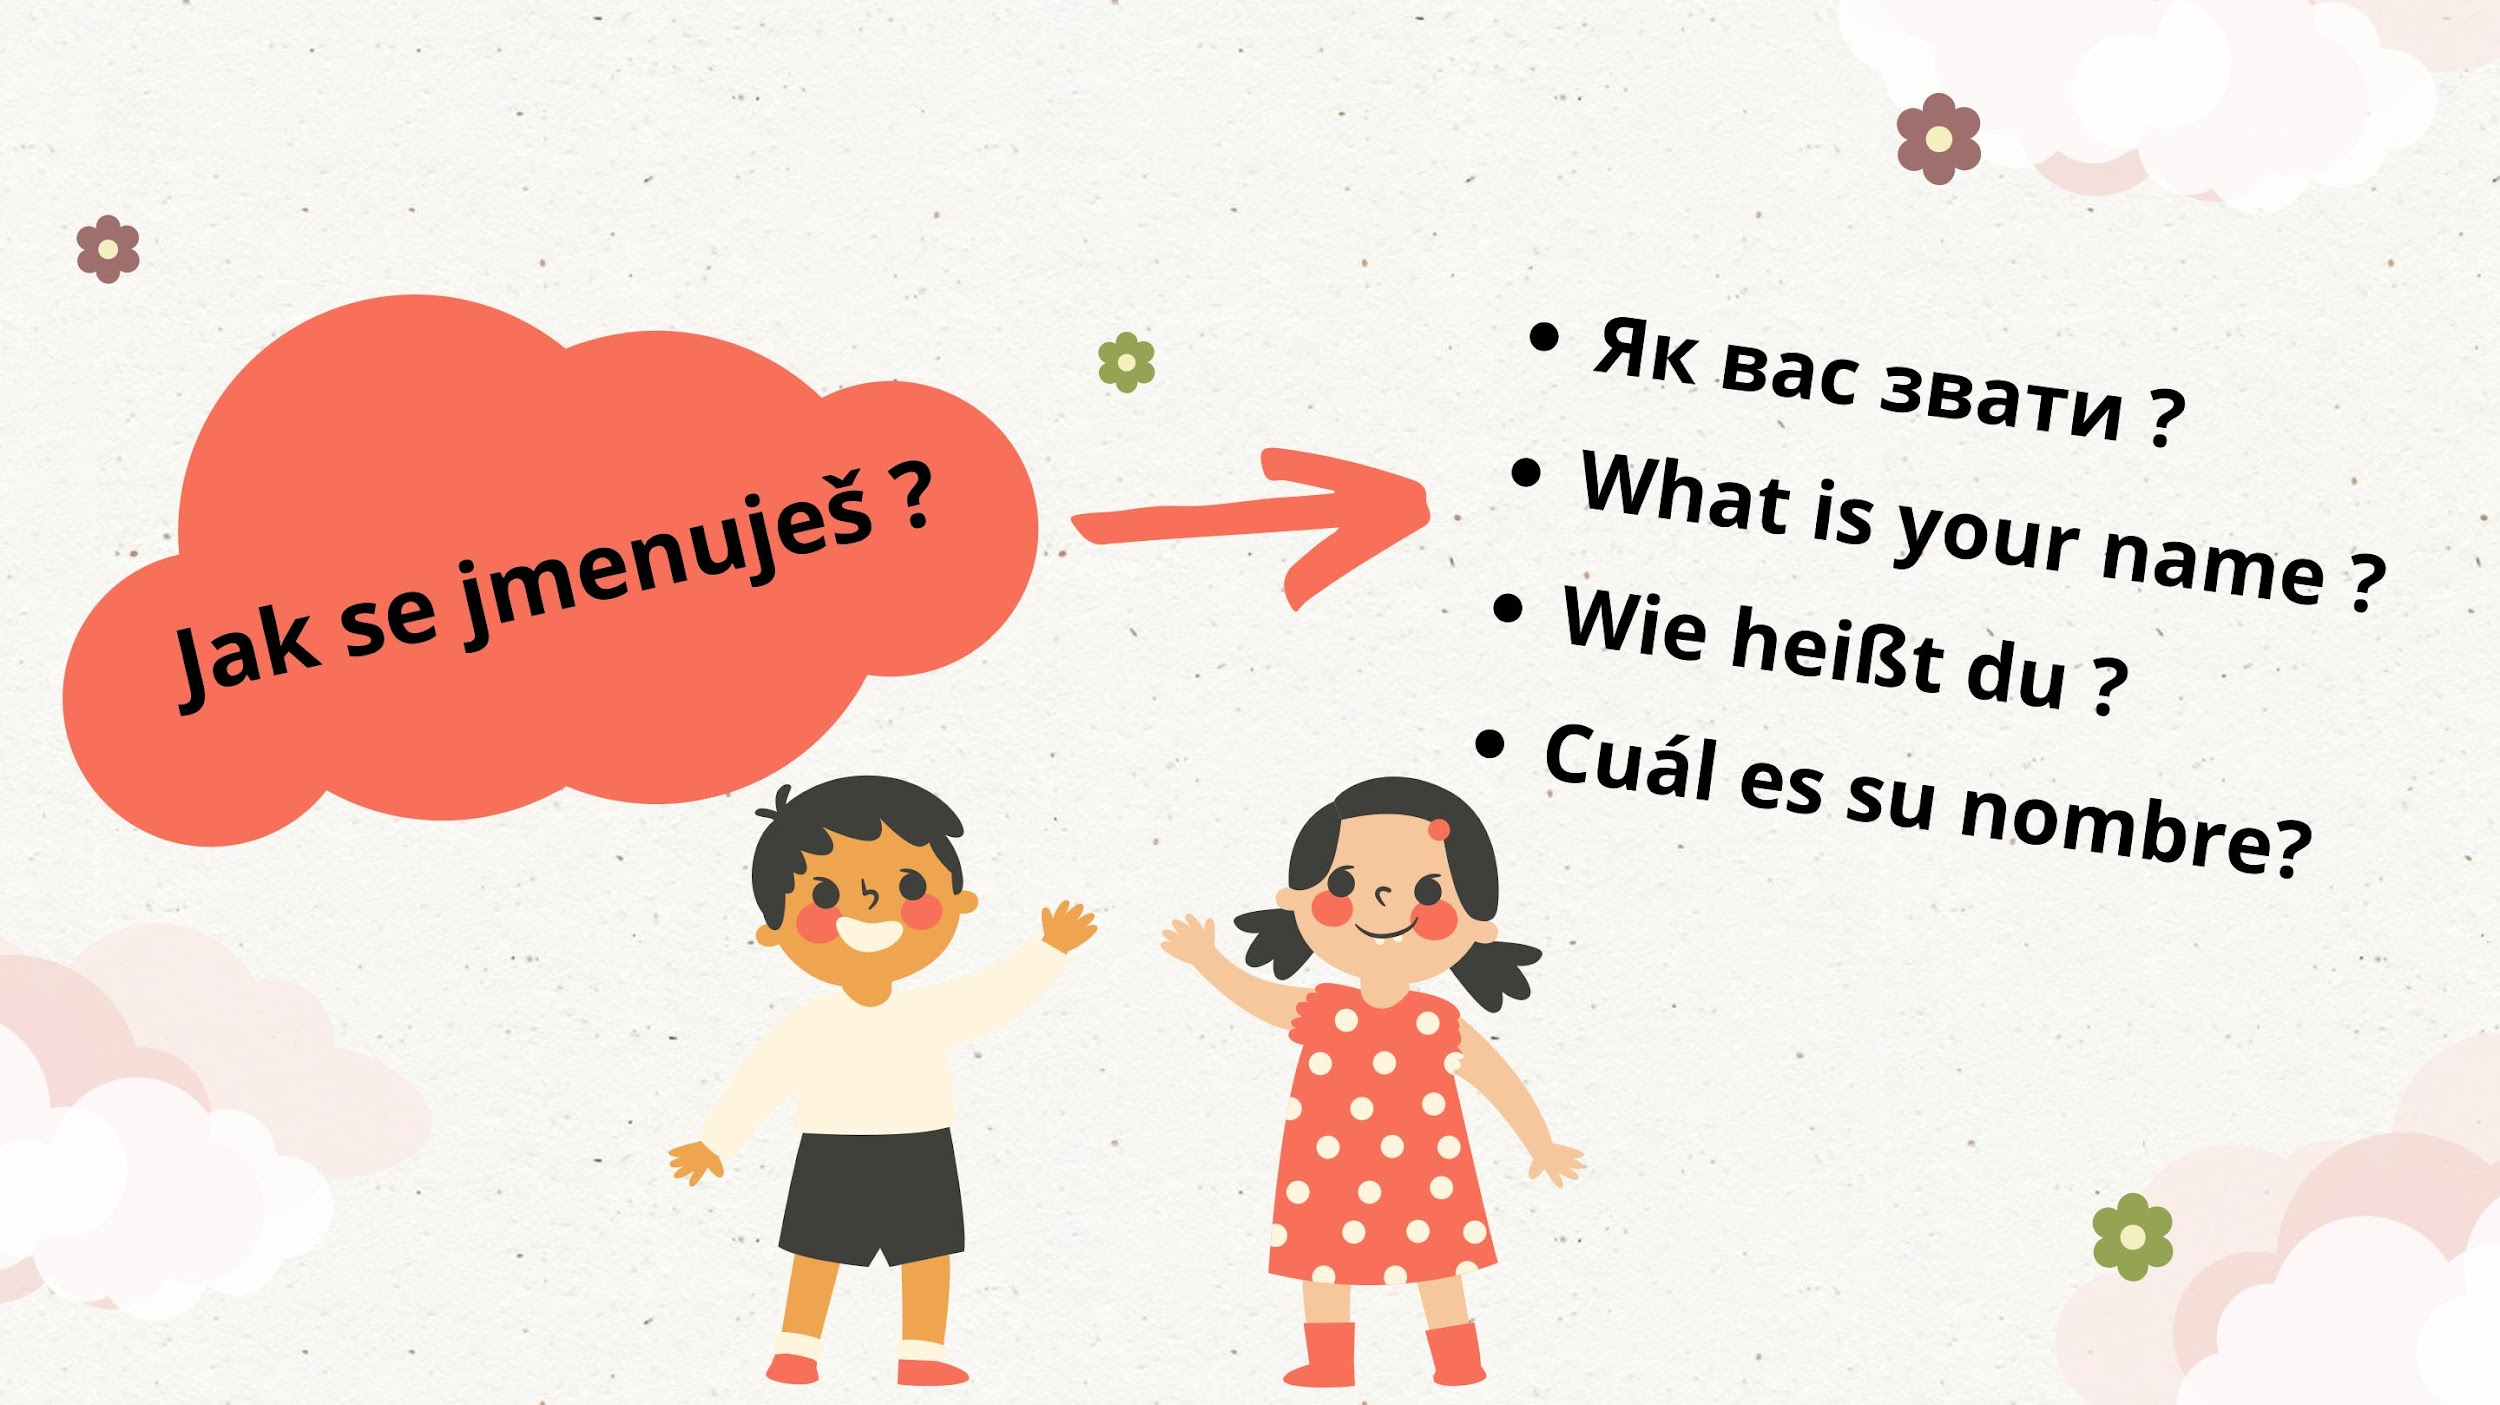 Jak se jmenuješ ?
• Як вас звати ?
• What is your name ?
• Wie heißt du ?
• Cuál es su nombre?